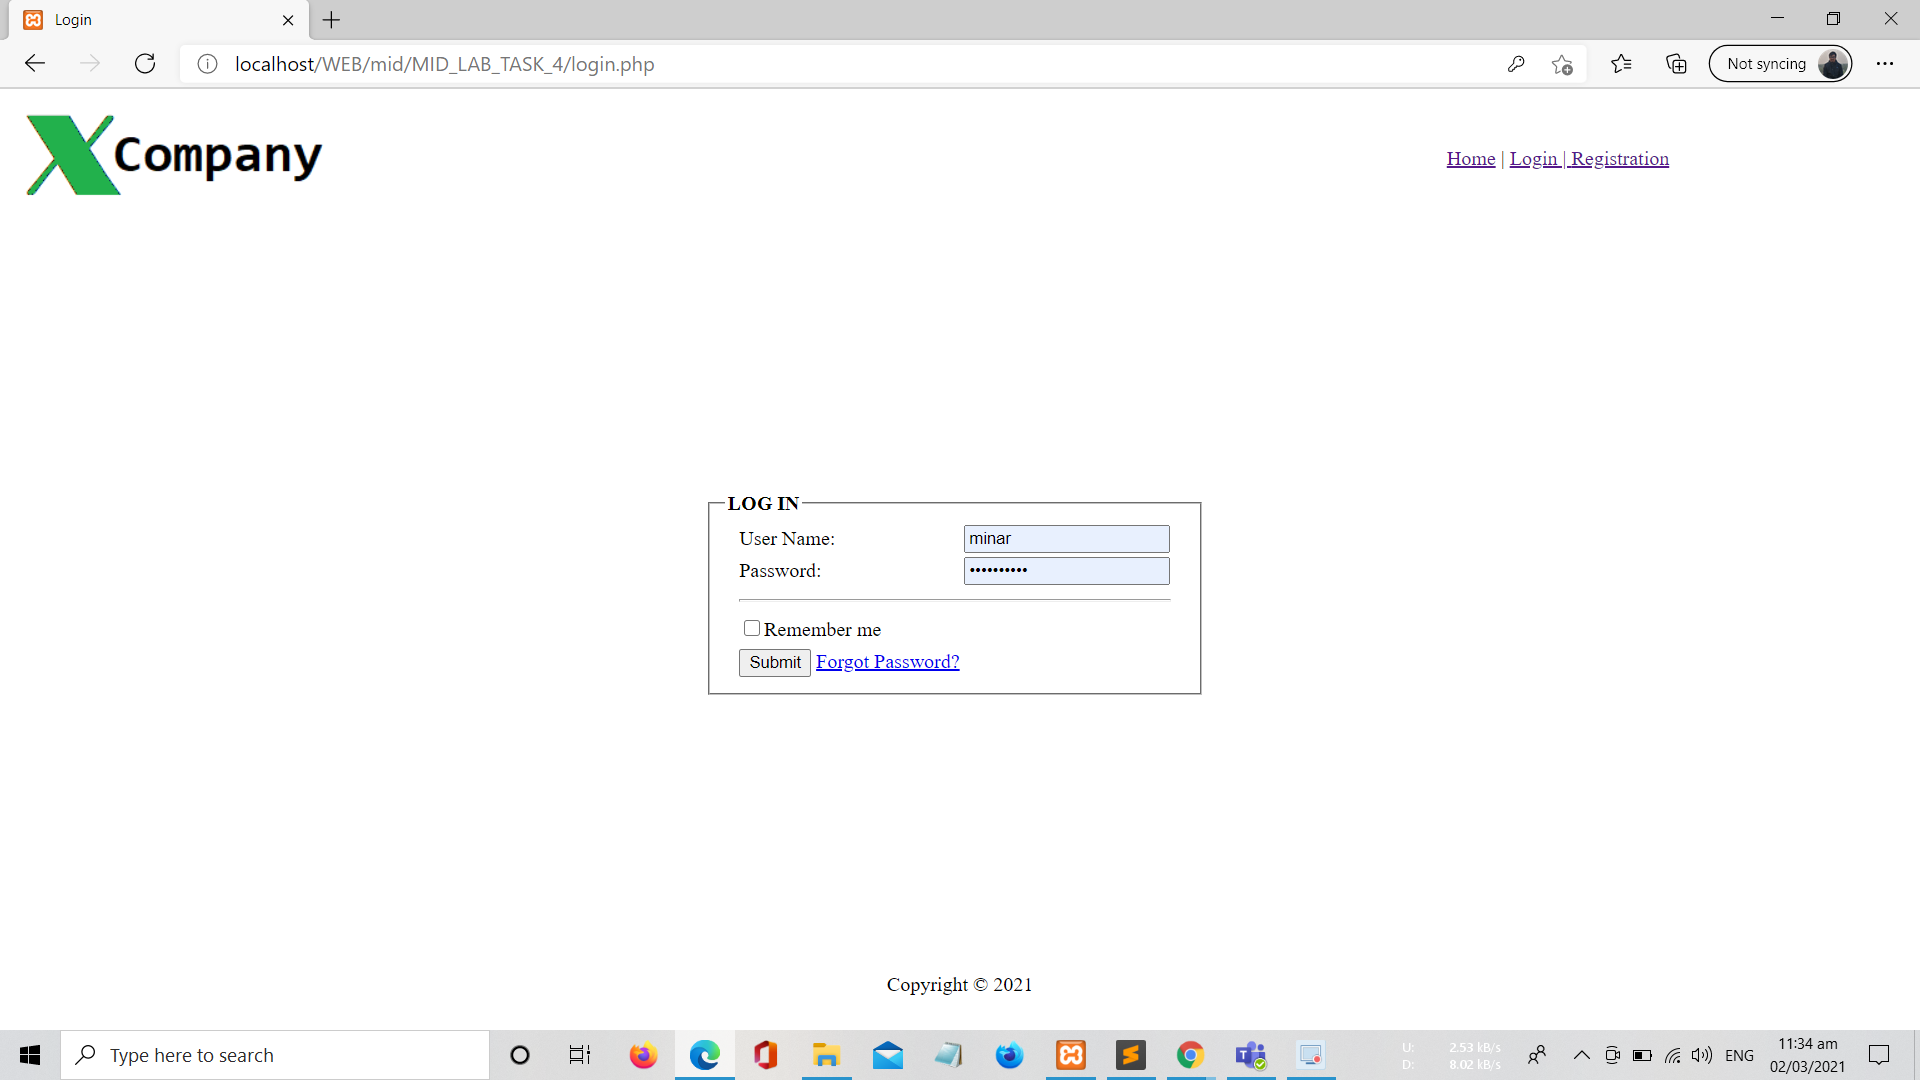 Login
localhost/WEB/mid/MID_LAB_TASK_4/login.php
Not syncing
X Company
Home | Login | Registration
LOG IN
User Name: minar
Password: ••••••••••
Remember me
Submit Forgot Password?
Copyright © 2021
Type here to search
U: 2.53 kB/s
D: 8.02 kB/s
ENG
11:34 am
02/03/2021